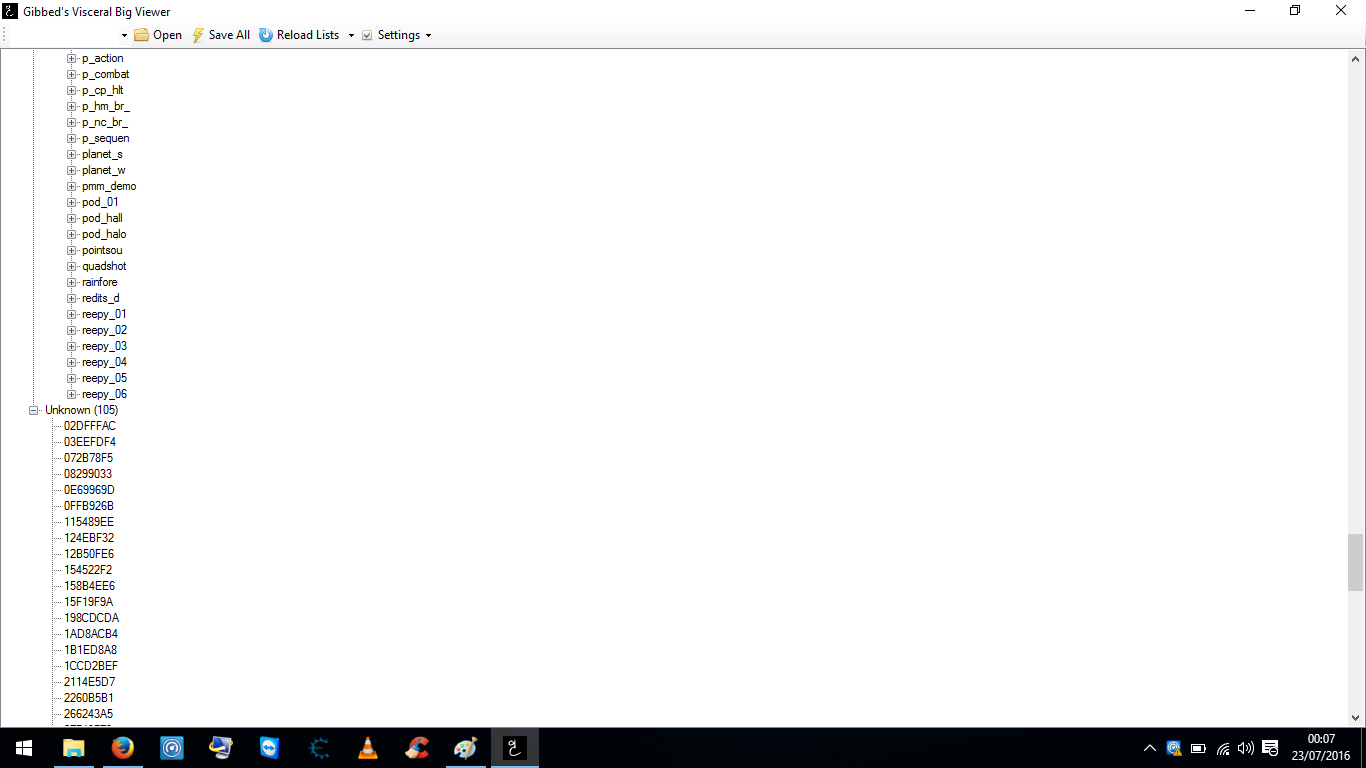 Gibbed's Visceral Big Viewer
Open Save All Reload Lists Settings
p_action
p_combat
p_cp_hlt
p_hm_br_
p_nc_br_
p_sequen
planet_s
planet_w
pmm_demo
pod_01
pod_hall
pod_halo
pointsou
quadshot
rainfore
redits_d
reepy_01
reepy_02
reepy_03
reepy_04
reepy_05
reepy_06
Unknown (105)
02DFFFAC
03EEFDF4
072B78F5
08299033
0E69969D
0FFB926B
115489EE
124EBF32
12B50FE6
154522F2
158B4EE6
15F19F9A
198CDCDA
1AD8ACB4
1B1ED8A8
1CCD2BEF
2114E5D7
2260B5B1
266243A5
00:07
23/07/2016